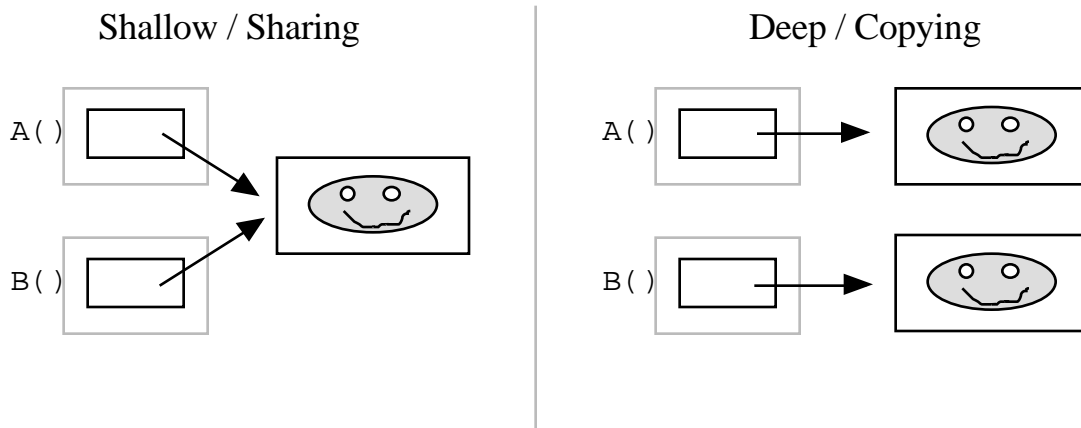 Shallow / Sharing
A()
B()
Deep / Copying
A()
B()